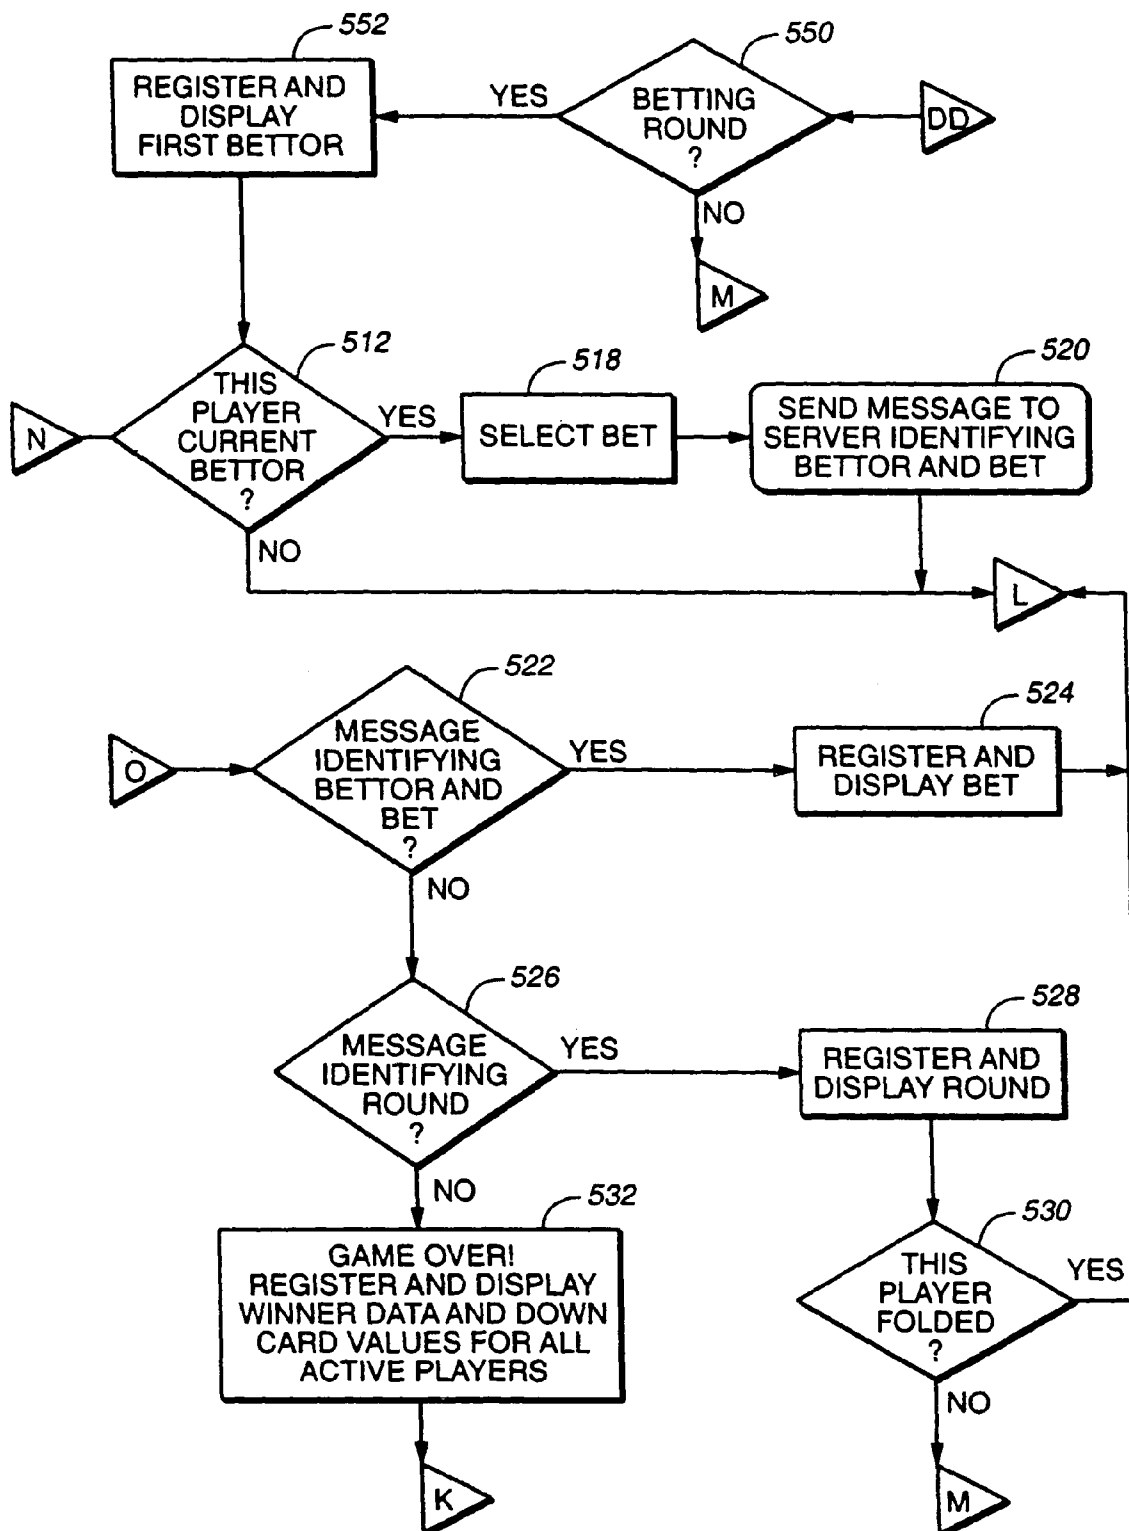 552
REGISTER AND
DISPLAY
FIRST BETTOR
YES
550
BETTING
ROUND
?
DD
NO
M
512
THIS
PLAYER
CURRENT
BETTOR
?
N
YES
518
SELECT BET
520
SEND MESSAGE TO
SERVER IDENTIFYING
BETTOR AND BET
NO
L
522
MESSAGE
IDENTIFYING
BETTOR AND
BET
?
O
YES
524
REGISTER AND
DISPLAY BET
NO
526
MESSAGE
IDENTIFYING
ROUND
?
YES
528
REGISTER AND
DISPLAY ROUND
NO
532
GAME OVER!
REGISTER AND DISPLAY
WINNER DATA AND DOWN
CARD VALUES FOR ALL
ACTIVE PLAYERS
530
THIS
PLAYER
FOLDED
?
YES
NO
K
M